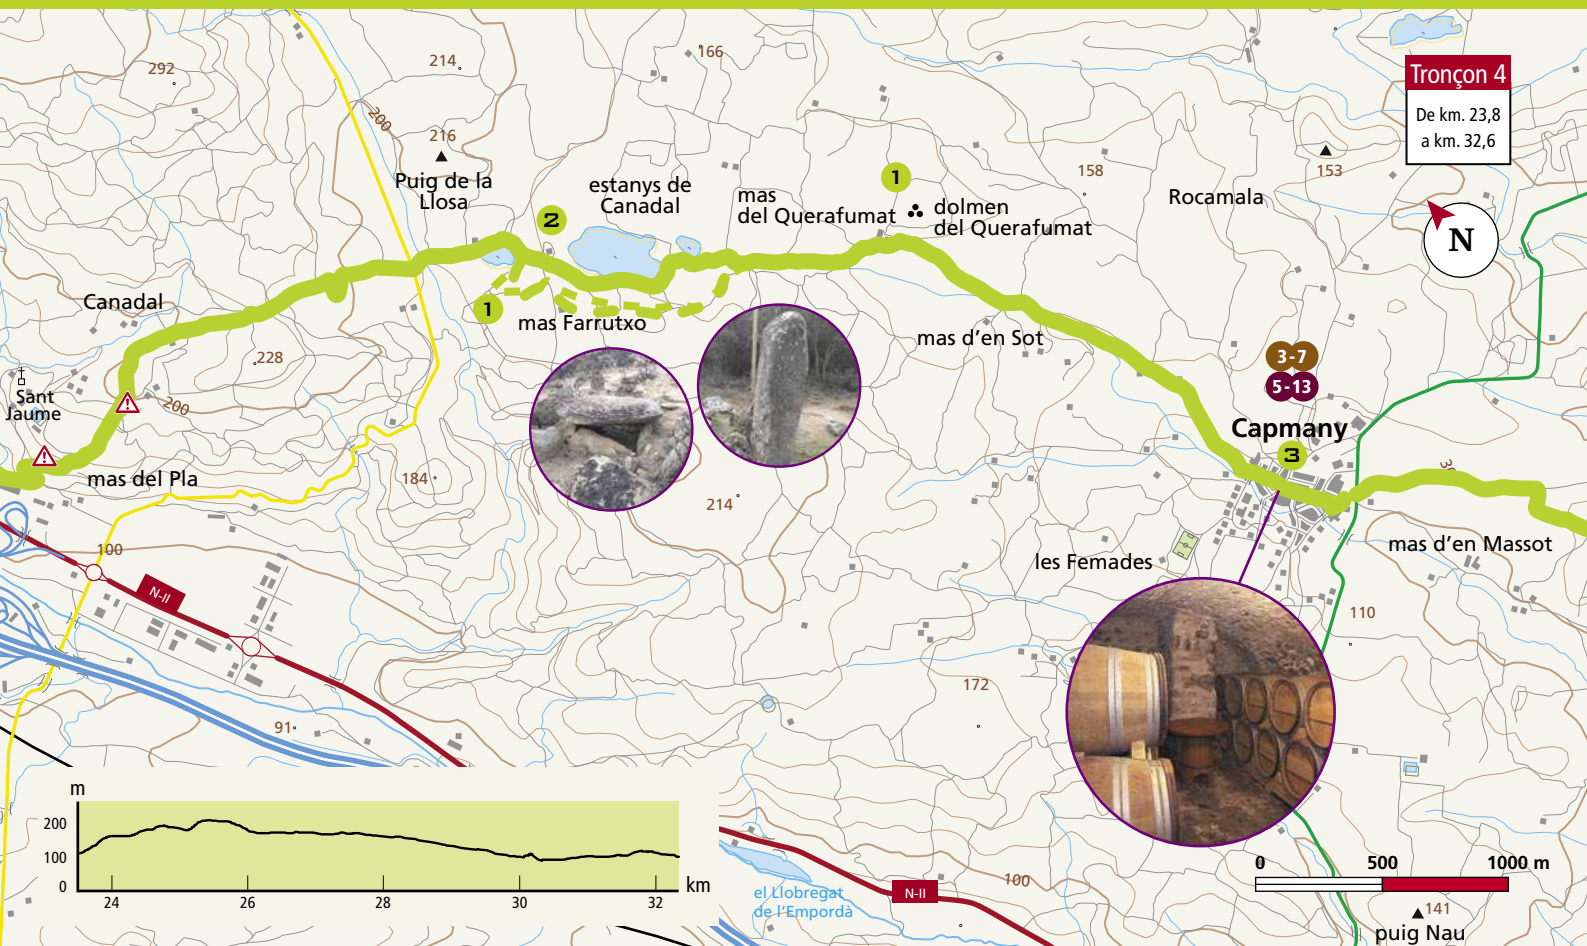 Tronçon 4
De km. 23,8
a km. 32,6
N
292
214
166
200
216
Puig de la
Llosa
2
estanys de
Canadal
mas
del Querafumat
1
dolmen
del Querafumat
158
Rocamala
153
Canadal
1
mas Farrutxo
mas d'en Sot
228
200
Sant
Jaume
3-7
5-13
Capmany
3
mas del Pla
184
214
30
mas d'en Massot
les Femades
100
N-II
110
172
91
m
200
100
0
24
26
28
30
32
km
el Llobregat
de l'Empordà
N-II
100
0
500
1000 m
141
puig Nau